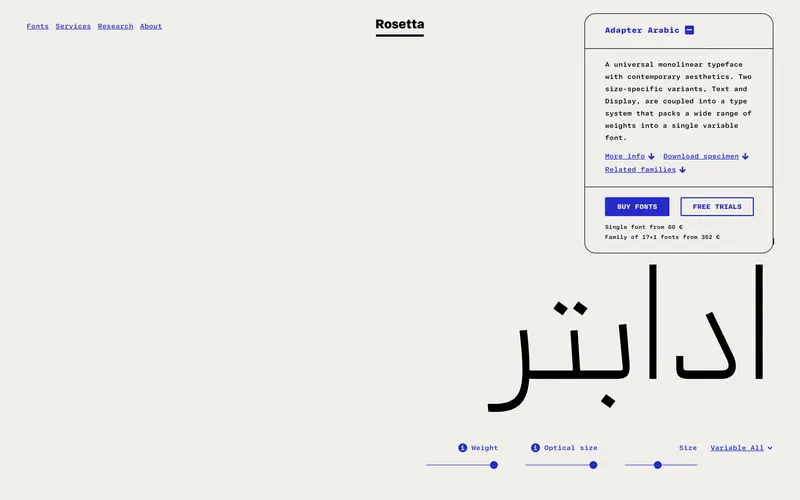 Fonts Services Research About
Rosetta
Adapter Arabic
A universal monolinear typeface
with contemporary aesthetics. Two
size-specific variants, Text and
Display, are coupled into a type
system that packs a wide range of
weights into a single variable
font.
More info Download specimen
Related families
BUY FONTS FREE TRIALS
Single font from 60 €
Family of 17+1 fonts from 362 €
ادابتر
i Weight i Optical size Size Variable All